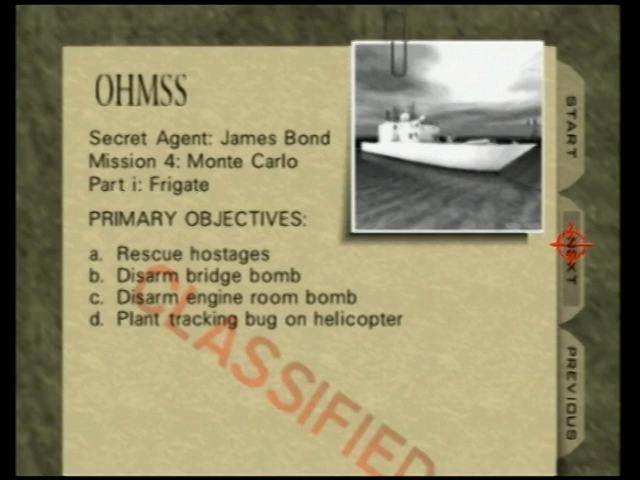 OHMSS
Secret Agent: James Bond
Mission 4: Monte Carlo
Part i: Frigate
PRIMARY OBJECTIVES:
a. Rescue hostages
b. Disarm bridge bomb
c. Disarm engine room bomb
d. Plant tracking bug on helicopter
CLASSIFIED
START
NEXT
PREVIOUS